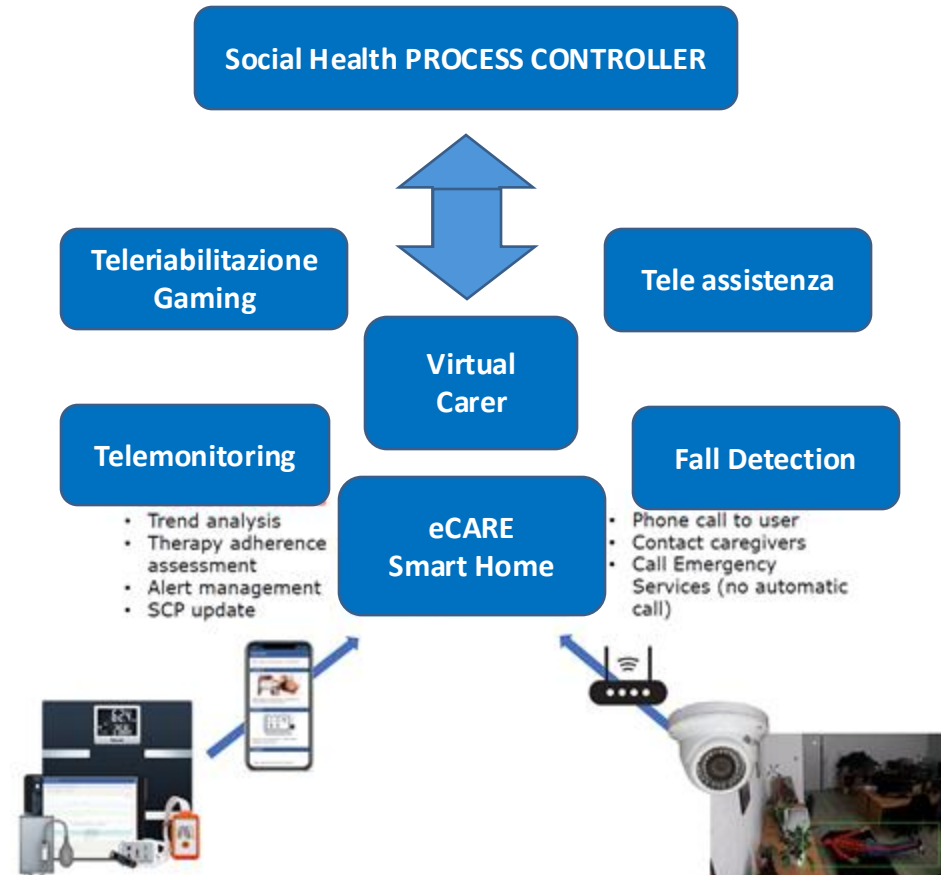 Social Health PROCESS CONTROLLER
Teleriabilitazione
Gaming
Tele assistenza
Virtual
Carer
Telemonitoring
Fall Detection
• Trend analysis
• Therapy adherence
assessment
• Alert management
• SCP update
eCARE
Smart Home
• Phone call to user
• Contact caregivers
• Call Emergency
Services (no automatic
call)